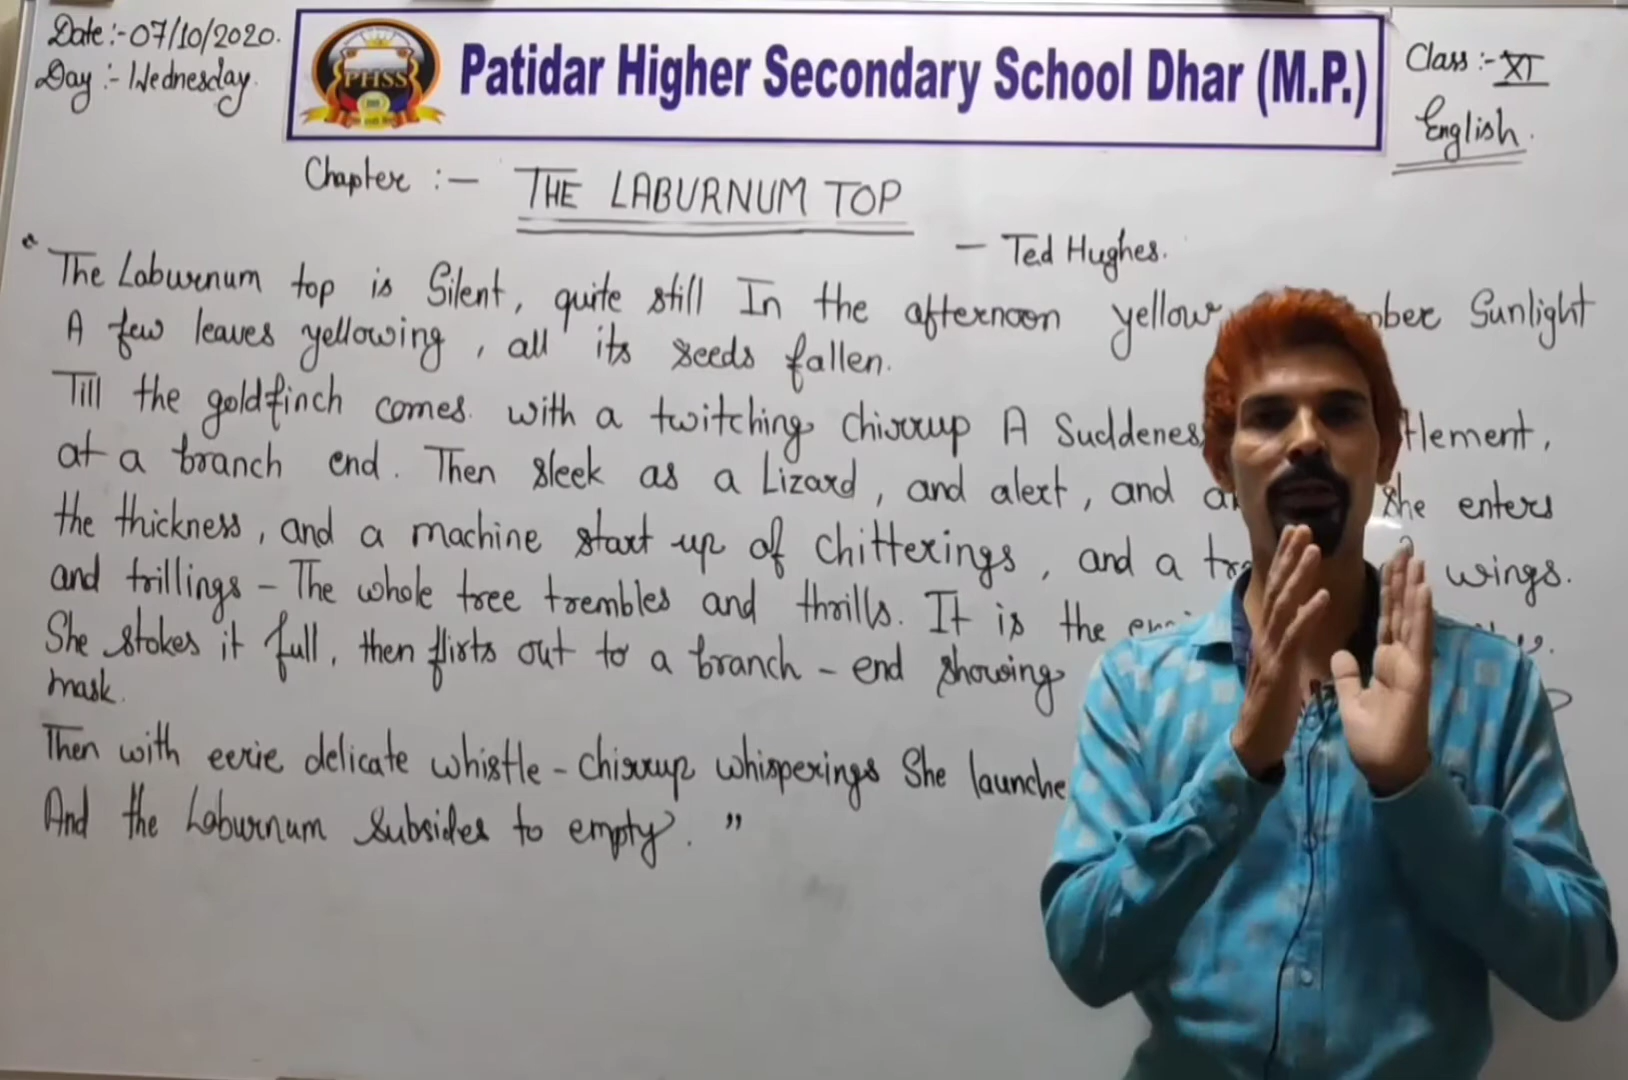 Date:-07/10/2020.
Day:-Wednesday.
PHSS
Patidar Higher Secondary School Dhar (M.P.)
Class:-XI
English.
Chapter :- THE LABURNUM TOP
- Ted Hughes.
"The Laburnum top is Silent, quite still In the afternoon yellow Sunlight
A few leaves yellowing, all its seeds fallen.
Till the goldfinch comes. with a twitching chirrup A Suddenes
at a branch end. Then sleek as a Lizard, and alert, and she enters
the thickness, and a machine start up of chitterings, and a wings.
and trillings - The whole tree trembles and thrills. It is the
She stokes it full, then flirts out to a branch - end showing
mask.
Then with eerie delicate whistle - chirrup whisperings She launche
And the Laburnum Subsides to empty."